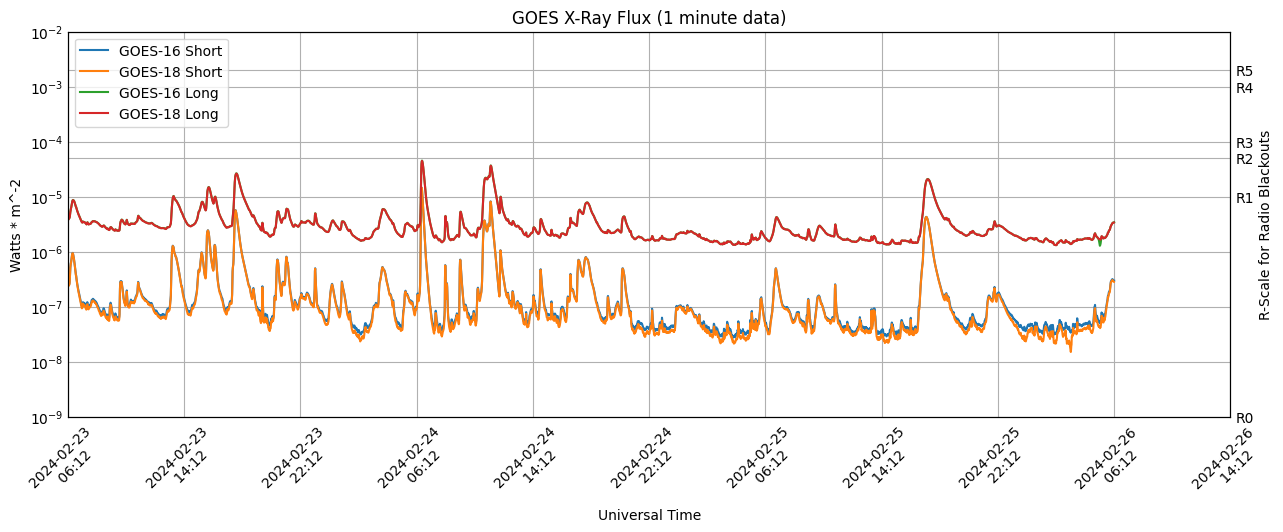 GOES X-Ray Flux (1 minute data)
GOES-16 Short
GOES-18 Short
GOES-16 Long
GOES-18 Long
10^-2
10^-3
10^-4
10^-5
10^-6
10^-7
10^-8
10^-9
Watts * m^-2
R5
R4
R3
R2
R1
R0
R-Scale for Radio Blackouts
2024-02-23
06:12
2024-02-23
14:12
2024-02-23
22:12
2024-02-24
06:12
2024-02-24
14:12
2024-02-24
22:12
2024-02-25
06:12
2024-02-25
14:12
2024-02-25
22:12
2024-02-26
06:12
2024-02-26
14:12
Universal Time